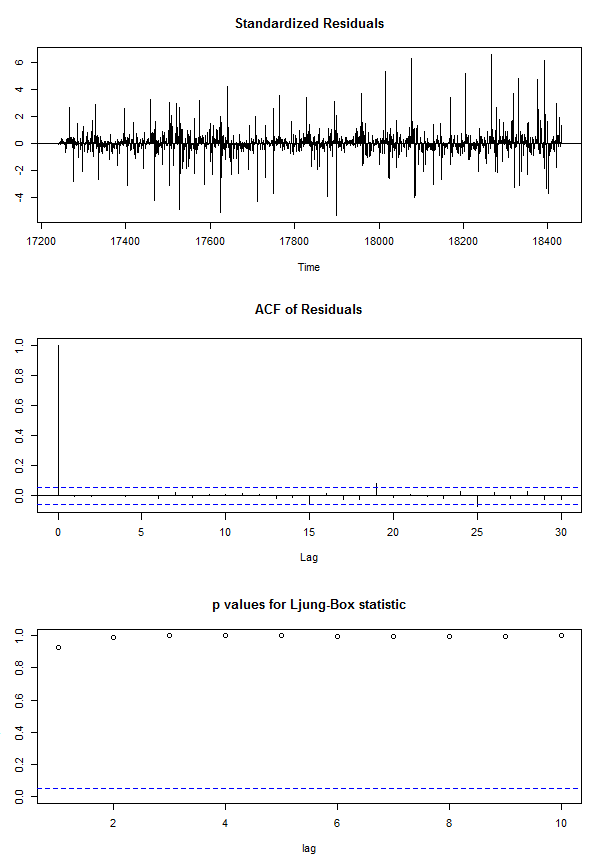 Standardized Residuals
6
4
2
0
-2
-4
17200 17400 17600 17800 18000 18200 18400
Time
ACF of Residuals
1.0
0.8
0.6
0.4
0.2
0.0
0 5 10 15 20 25 30
Lag
p values for Ljung-Box statistic
1.0
0.8
0.6
0.4
0.2
0.0
2 4 6 8 10
lag